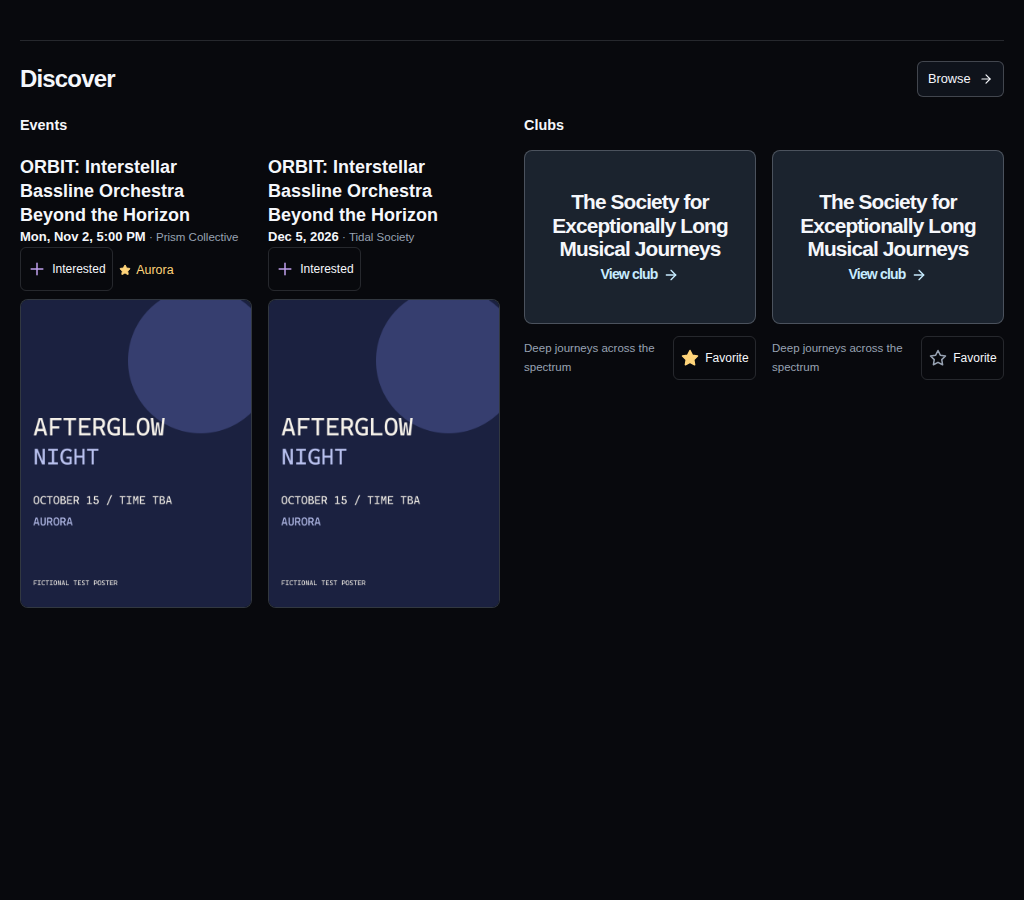 Discover
Browse
Events
ORBIT: Interstellar
Bassline Orchestra
Beyond the Horizon
Mon, Nov 2, 5:00 PM · Prism Collective
Interested
Aurora
AFTERGLOW
NIGHT
OCTOBER 15 / TIME TBA
AURORA
FICTIONAL TEST POSTER
ORBIT: Interstellar
Bassline Orchestra
Beyond the Horizon
Dec 5, 2026 · Tidal Society
Interested
AFTERGLOW
NIGHT
OCTOBER 15 / TIME TBA
AURORA
FICTIONAL TEST POSTER
Clubs
The Society for
Exceptionally Long
Musical Journeys
View club
Deep journeys across the
spectrum
Favorite
The Society for
Exceptionally Long
Musical Journeys
View club
Deep journeys across the
spectrum
Favorite